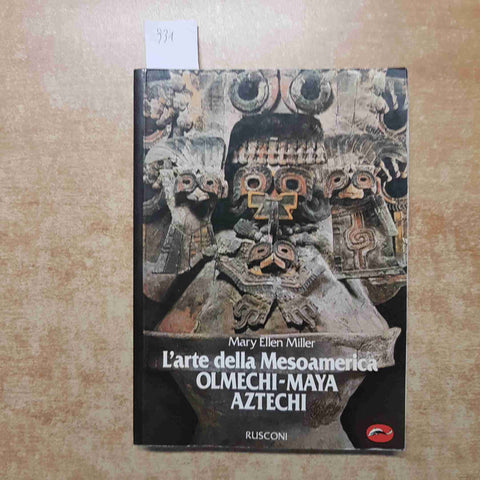 931
Mary Ellen Miller
L'arte della Mesoamerica
OLMECHI-MAYA
AZTECHI
RUSCONI